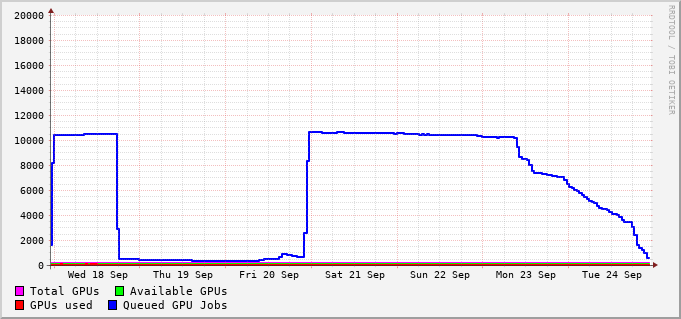 20000
18000
16000
14000
12000
10000
8000
6000
4000
2000
0
Wed 18 Sep Thu 19 Sep Fri 20 Sep Sat 21 Sep Sun 22 Sep Mon 23 Sep Tue 24 Sep
Total GPUs Available GPUs
GPUs used Queued GPU Jobs
RRDTOOL / TOBI OETIKER